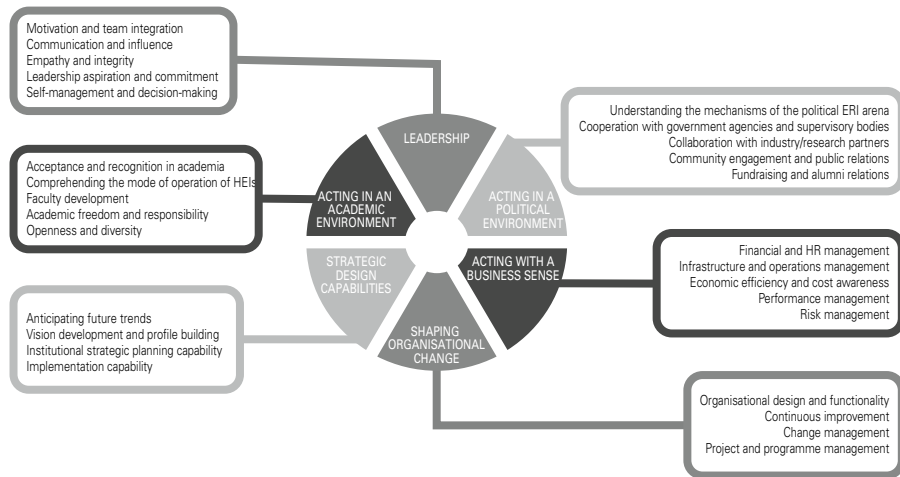 Motivation and team integration
Communication and influence
Empathy and integrity
Leadership aspiration and commitment
Self-management and decision-making
LEADERSHIP
Understanding the mechanisms of the political ERI arena
Cooperation with government agencies and supervisory bodies
Collaboration with industry/research partners
Community engagement and public relations
Fundraising and alumni relations
Acceptance and recognition in academia
Comprehending the mode of operation of HEIs
Faculty development
Academic freedom and responsibility
Openness and diversity
ACTING IN AN
ACADEMIC
ENVIRONMENT
ACTING IN A
POLITICAL
ENVIRONMENT
STRATEGIC
DESIGN
CAPABILITIES
ACTING WITH A
BUSINESS SENSE
Financial and HR management
Infrastructure and operations management
Economic efficiency and cost awareness
Performance management
Risk management
Anticipating future trends
Vision development and profile building
Institutional strategic planning capability
Implementation capability
SHAPING
ORGANISATIONAL
CHANGE
Organisational design and functionality
Continuous improvement
Change management
Project and programme management